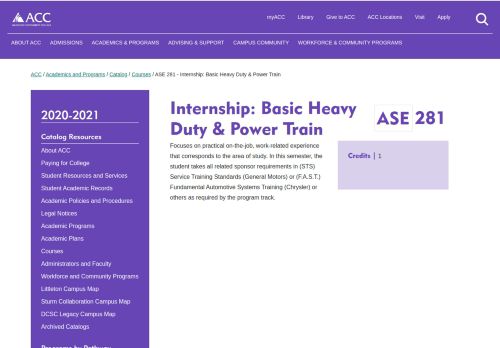 ACC
myACC Library Give to ACC ACC Locations Visit Apply
ABOUT ACC ADMISSIONS ACADEMICS & PROGRAMS ADVISING & SUPPORT CAMPUS COMMUNITY WORKFORCE & COMMUNITY PROGRAMS
ACC / Academics and Programs / Catalog / Courses / ASE 281 - Internship: Basic Heavy Duty & Power Train
2020-2021
Catalog Resources
About ACC
Paying for College
Student Resources and Services
Student Academic Records
Academic Policies and Procedures
Legal Notices
Academic Programs
Academic Plans
Courses
Administrators and Faculty
Workforce and Community Programs
Littleton Campus Map
Sturm Collaboration Campus Map
DCSC Legacy Campus Map
Archived Catalogs
Programs by Pathway
Internship: Basic Heavy
Duty & Power Train
Focuses on practical on-the-job, work-related experience
that corresponds to the area of study. In this semester, the
student takes all related sponsor requirements in (STS)
Service Training Standards (General Motors) or (F.A.S.T.)
Fundamental Automotive Systems Training (Chrysler) or
others as required by the program track.
ASE 281
Credits | 1